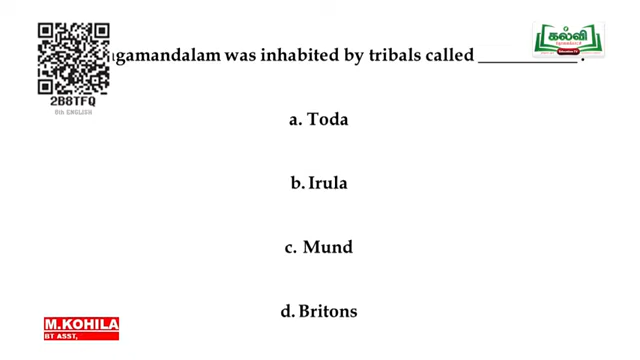 கல்வி
gamandalam was inhabited by tribals called __________ .
2B8TFQ
6th ENGLISH
a. Toda
b. Irula
c. Mund
d. Britons
M.KOHILA
BT ASST,